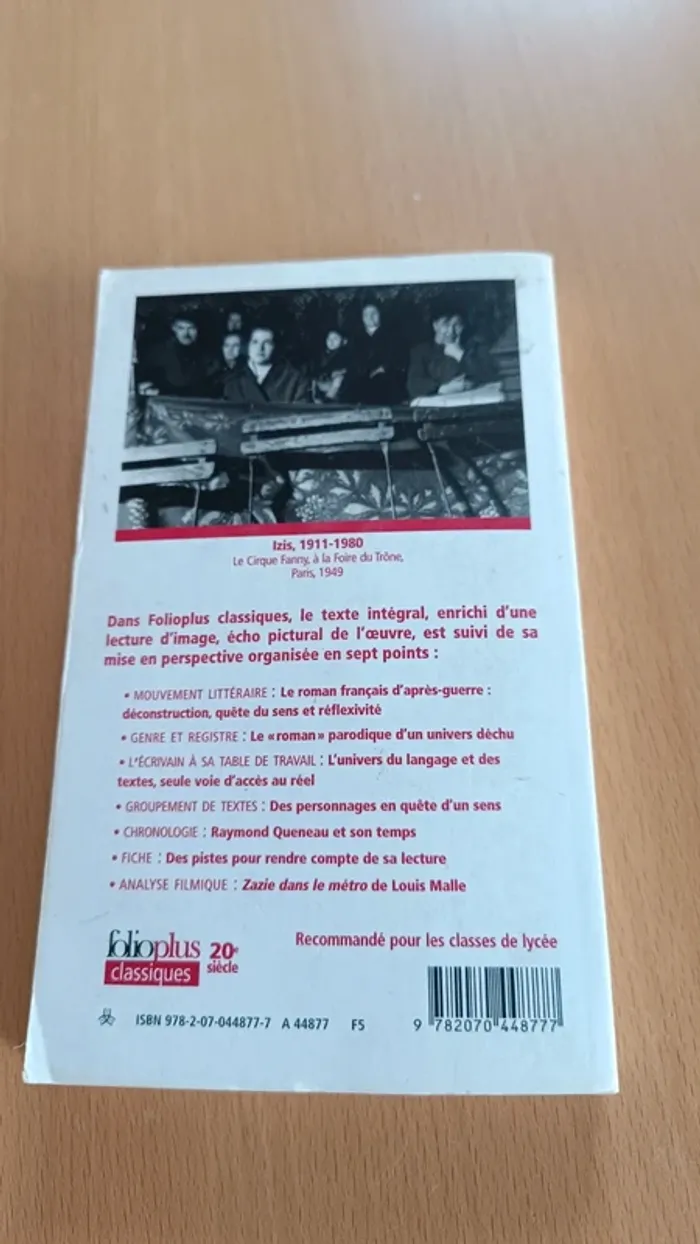 Izis, 1911-1980
Le Cirque Fanny, à la Foire du Trône,
Paris, 1949
Dans Folioplus classiques, le texte intégral, enrichi d'une
lecture d'image, écho pictural de l'œuvre, est suivi de sa
mise en perspective organisée en sept points :
• MOUVEMENT LITTÉRAIRE : Le roman français d'après-guerre :
déconstruction, quête du sens et réflexivité
• GENRE ET REGISTRE : Le «roman» parodique d'un univers déchu
• L'ÉCRIVAIN À SA TABLE DE TRAVAIL : L'univers du langage et des
textes, seule voie d'accès au réel
• GROUPEMENT DE TEXTES : Des personnages en quête d'un sens
• CHRONOLOGIE : Raymond Queneau et son temps
• FICHE : Des pistes pour rendre compte de sa lecture
• ANALYSE FILMIQUE : Zazie dans le métro de Louis Malle
folioplus
classiques
20e
siècle
Recommandé pour les classes de lycée
ISBN 978-2-07-044877-7 A 44877 F5
9 782070 448777